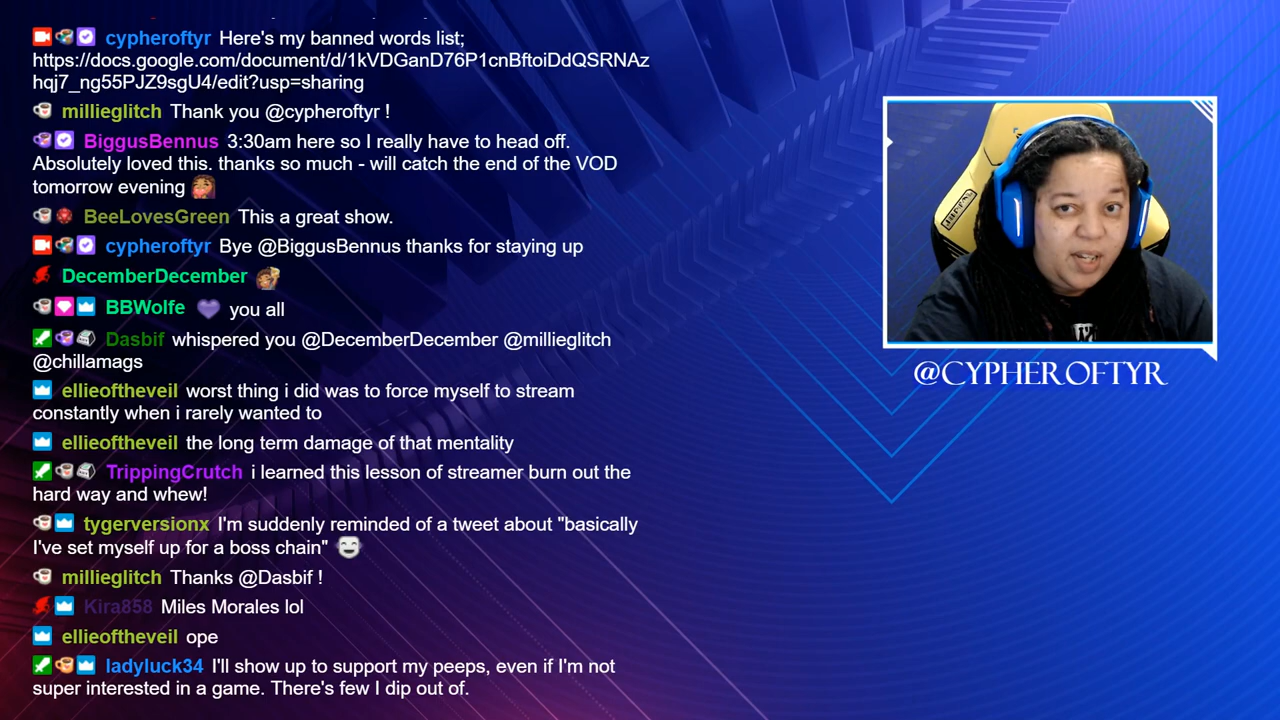 cypheroftyr Here's my banned words list;
https://docs.google.com/document/d/1kVDGanD76P1cnBftoiDdQSRNAz
hqj7_ng55PJZ9sgU4/edit?usp=sharing
millieglitch Thank you @cypheroftyr !
BiggusBennus 3:30am here so I really have to head off.
Absolutely loved this. thanks so much - will catch the end of the VOD
tomorrow evening
BeeLovesGreen This a great show.
cypheroftyr Bye @BiggusBennus thanks for staying up
DecemberDecember
BBWolfe you all
Dasbif whispered you @DecemberDecember @millieglitch
@chillamags
ellieoftheveil worst thing i did was to force myself to stream
constantly when i rarely wanted to
ellieoftheveil the long term damage of that mentality
TrippingCrutch i learned this lesson of streamer burn out the
hard way and whew!
tygerversionx I'm suddenly reminded of a tweet about "basically
I've set myself up for a boss chain"
millieglitch Thanks @Dasbif !
Kira858 Miles Morales lol
ellieoftheveil ope
ladyluck34 I'll show up to support my peeps, even if I'm not
super interested in a game. There's few I dip out of.
@CYPHEROFTYR